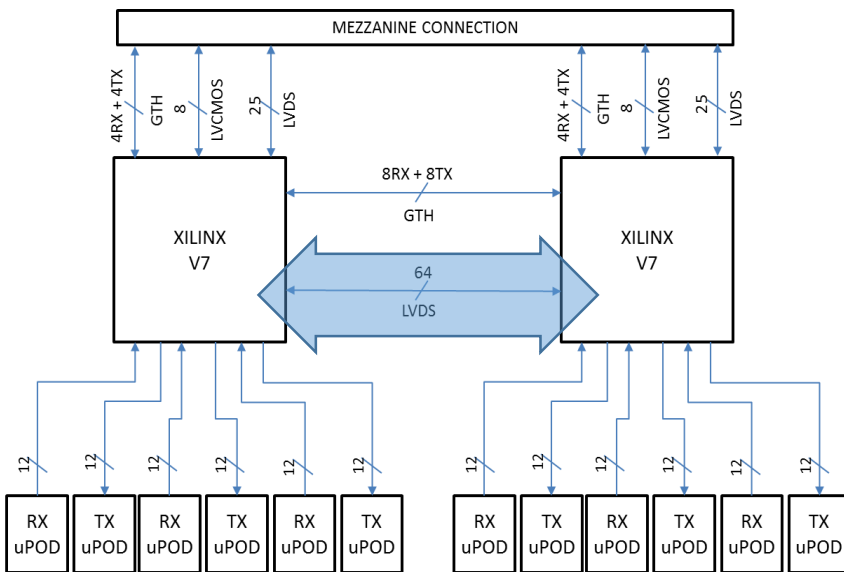 MEZZANINE CONNECTION
4RX + 4TX
GTH
8
LVCMOS
25
LVDS
4RX + 4TX
GTH
8
LVCMOS
25
LVDS
XILINX
V7
8RX + 8TX
GTH
64
LVDS
XILINX
V7
12
12
12
12
12
12
12
12
12
12
12
12
RX
uPOD
TX
uPOD
RX
uPOD
TX
uPOD
RX
uPOD
TX
uPOD
RX
uPOD
TX
uPOD
RX
uPOD
TX
uPOD
RX
uPOD
TX
uPOD